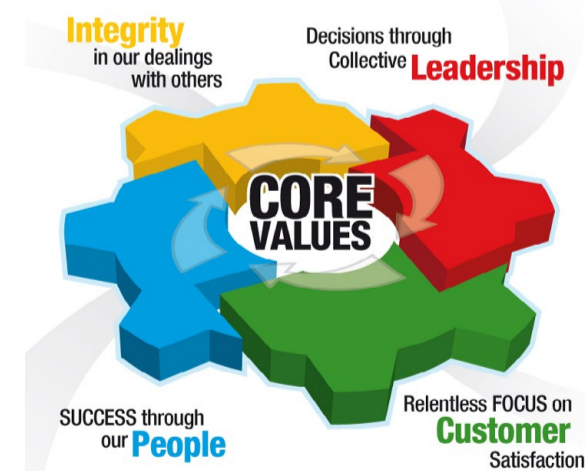 Integrity
in our dealings
with others
Decisions through
Collective Leadership
CORE
VALUES
SUCCESS through
our People
Relentless FOCUS on
Customer
Satisfaction